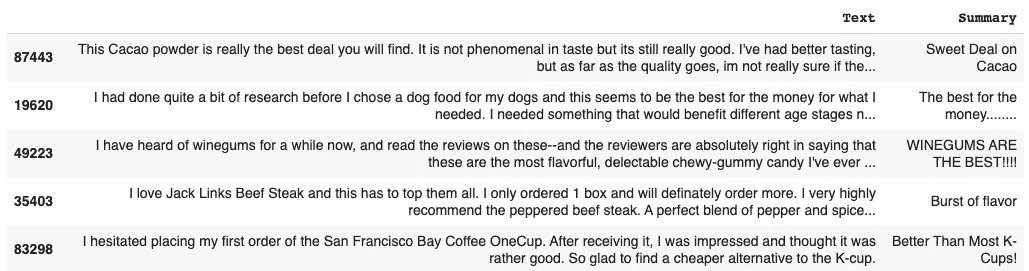 Text Summary
87443 This Cacao powder is really the best deal you will find. It is not phenomenal in taste but its still really good. I've had better tasting, Sweet Deal on
but as far as the quality goes, im not really sure if the... Cacao
19620 I had done quite a bit of research before I chose a dog food for my dogs and this seems to be the best for the money for what I The best for the
needed. I needed something that would benefit different age stages n... money........
49223 I have heard of winegums for a while now, and read the reviews on these--and the reviewers are absolutely right in saying that WINEGUMS ARE
these are the most flavorful, delectable chewy-gummy candy I've ever ... THE BEST!!!!
35403 I love Jack Links Beef Steak and this has to top them all. I only ordered 1 box and will definately order more. I very highly Burst of flavor
recommend the peppered beef steak. A perfect blend of pepper and spice...
83298 I hesitated placing my first order of the San Francisco Bay Coffee OneCup. After receiving it, I was impressed and thought it was Better Than Most K-
rather good. So glad to find a cheaper alternative to the K-cup. Cups!